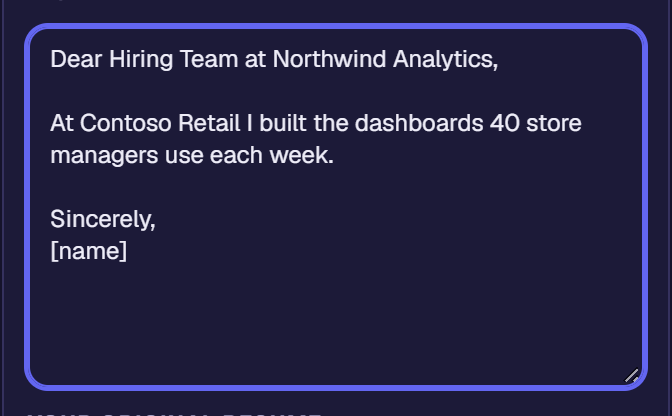 Dear Hiring Team at Northwind Analytics,
At Contoso Retail I built the dashboards 40 store
managers use each week.
Sincerely,
[name]